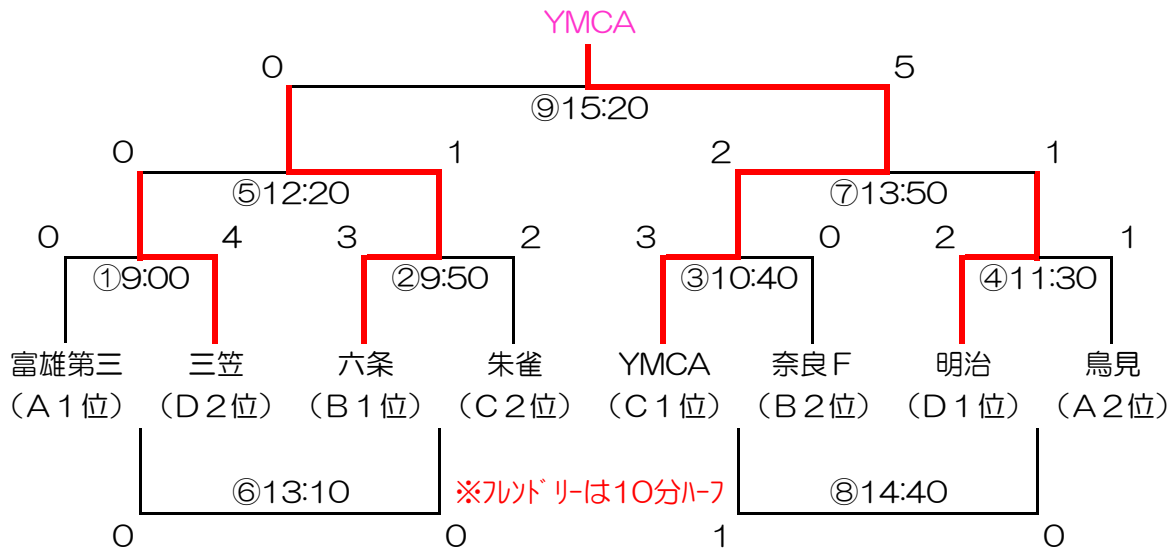 YMCA
0 5
⑨15:20
0 1 2 1
⑤12:20 ⑦13:50
0 4 3 2 3 0 2 1
①9:00 ②9:50 ③10:40 ④11:30
富雄第三 三笠 六条 朱雀 YMCA 奈良F 明治 鳥見
(A1位) (D2位) (B1位) (C2位) (C1位) (B2位) (D1位) (A2位)
⑥13:10 ※フレンドリーは10分ハーフ ⑧14:40
0 0 1 0